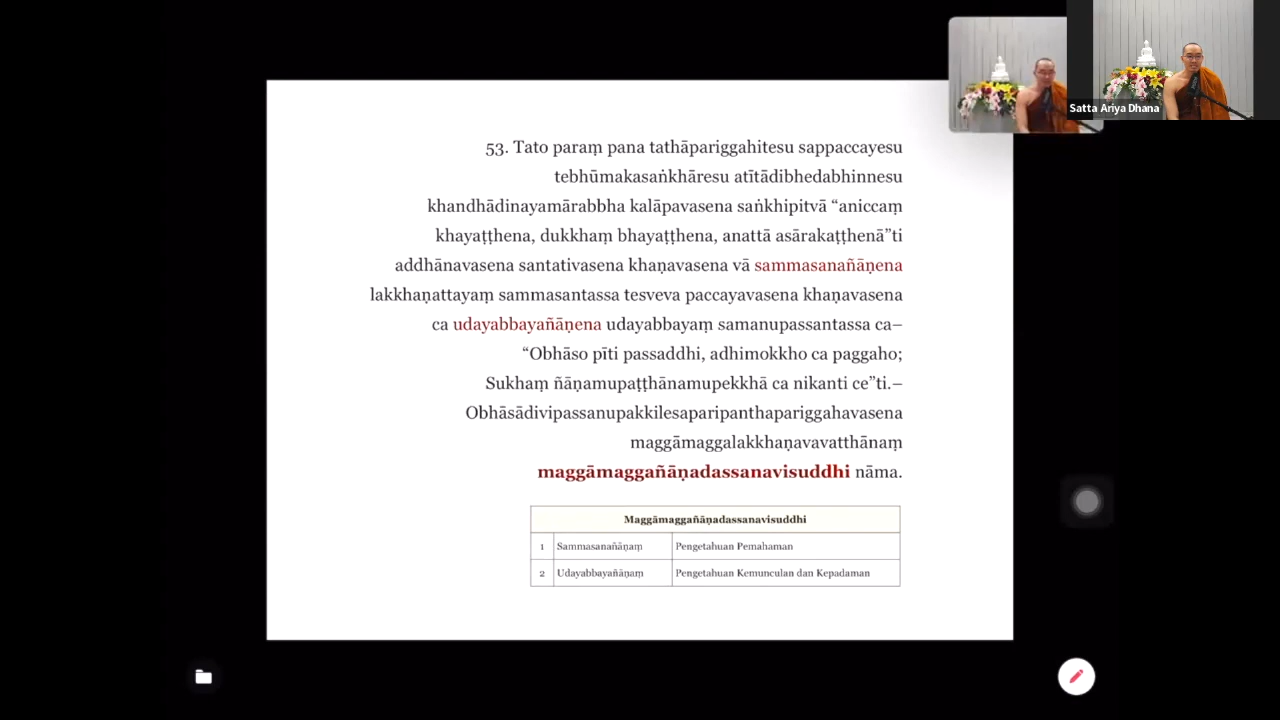 Satta Ariya Dhana
53. Tato paraṃ pana tathāpariggahitesu sappaccayesu
tebhūmakasaṅkhāresu atītādibhedabhinnesu
khandhādinayamārabbha kalāpavasena saṅkhipitvā “aniccaṃ
khayaṭṭhena, dukkhaṃ bhayaṭṭhena, anattā asārakaṭṭhenā”ti
addhānavasena santativasena khaṇavasena vā sammasanañāṇena
lakkhaṇattayaṃ sammasantassa tesveva paccayavasena khaṇavasena
ca udayabbayañāṇena udayabbayaṃ samanupassantassa ca–
“Obhāso pīti passaddhi, adhimokkho ca paggaho;
Sukhaṃ ñāṇamupaṭṭhānamupekkhā ca nikanti ce”ti.–
Obhāsādivipassanupakkilesaparipanthapariggahavasena
maggāmaggalakkhaṇavavatthānaṃ
maggāmaggañāṇadassanavisuddhi nāma.
Maggāmaggañāṇadassanavisuddhi
1 Sammasanañāṇaṃ Pengetahuan Pemahaman
2 Udayabbayañāṇaṃ Pengetahuan Kemunculan dan Kepadaman